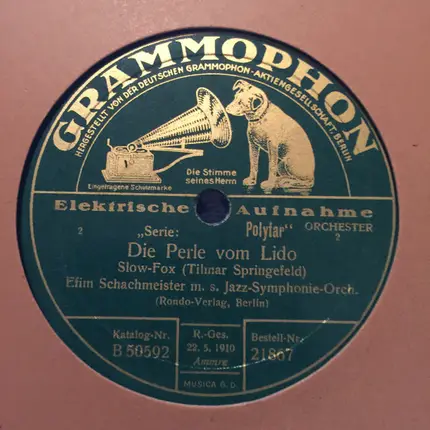 GRAMMOPHON
HERGESTELLT VON DER DEUTSCHEN GRAMMOPHON-AKTIENGESELLSCHAFT, BERLIN
Die Stimme
seines Herrn
Eingetragene Schutzmarke
Elektrische Aufnahme
„Serie: Polyfar" ORCHESTER
2 2
Die Perle vom Lido
Slow-Fox (Tilmar Springefeld)
Efim Schachmeister m. s. Jazz-Symphonie-Orch.
(Rondo-Verlag, Berlin)
Katalog-Nr. R.-Ges. Bestell-Nr.
B 50592 22. 5. 1910 21867
Ammre
MUSICA G. D.